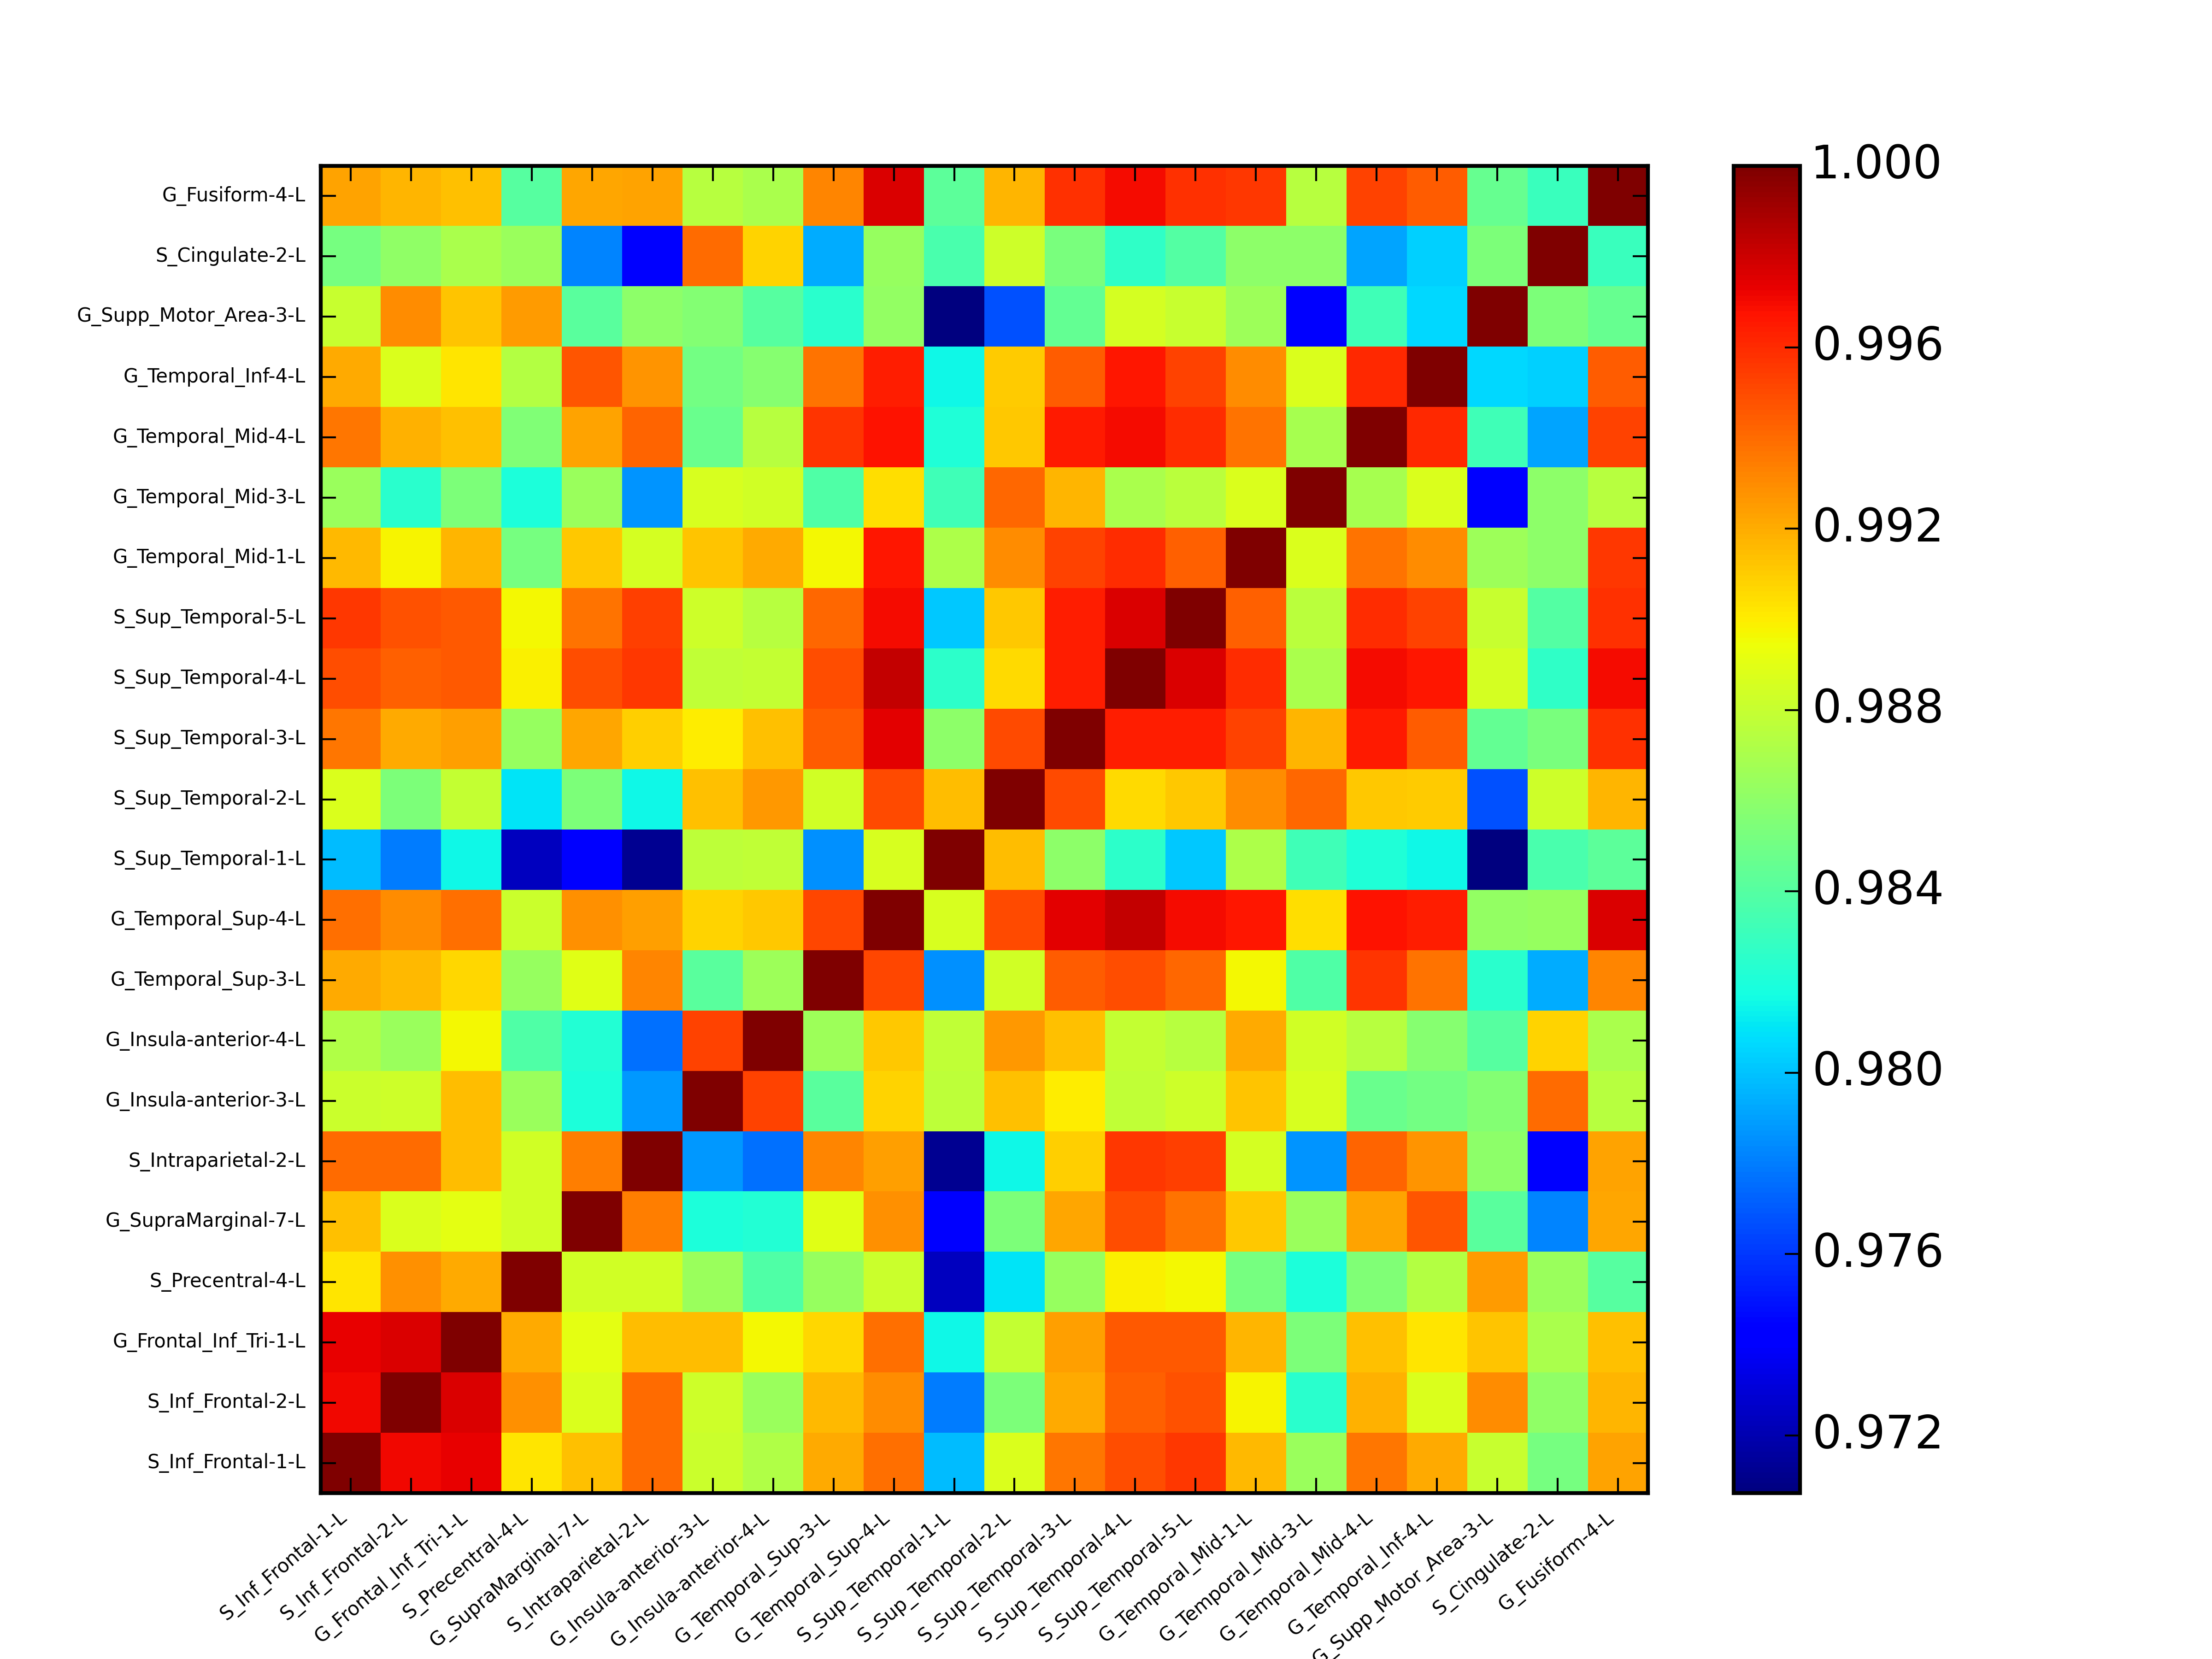 G_Fusiform-4-L
S_Cingulate-2-L
G_Supp_Motor_Area-3-L
G_Temporal_Inf-4-L
G_Temporal_Mid-4-L
G_Temporal_Mid-3-L
G_Temporal_Mid-1-L
S_Sup_Temporal-5-L
S_Sup_Temporal-4-L
S_Sup_Temporal-3-L
S_Sup_Temporal-2-L
S_Sup_Temporal-1-L
G_Temporal_Sup-4-L
G_Temporal_Sup-3-L
G_Insula-anterior-4-L
G_Insula-anterior-3-L
S_Intraparietal-2-L
G_SupraMarginal-7-L
S_Precentral-4-L
G_Frontal_Inf_Tri-1-L
S_Inf_Frontal-2-L
S_Inf_Frontal-1-L
S_Inf_Frontal-1-L
S_Inf_Frontal-2-L
G_Frontal_Inf_Tri-1-L
S_Precentral-4-L
G_SupraMarginal-7-L
S_Intraparietal-2-L
G_Insula-anterior-3-L
G_Insula-anterior-4-L
G_Temporal_Sup-3-L
G_Temporal_Sup-4-L
S_Sup_Temporal-1-L
S_Sup_Temporal-2-L
S_Sup_Temporal-3-L
S_Sup_Temporal-4-L
S_Sup_Temporal-5-L
G_Temporal_Mid-1-L
G_Temporal_Mid-3-L
G_Temporal_Mid-4-L
G_Temporal_Inf-4-L
G_Supp_Motor_Area-3-L
S_Cingulate-2-L
G_Fusiform-4-L
1.000
0.996
0.992
0.988
0.984
0.980
0.976
0.972